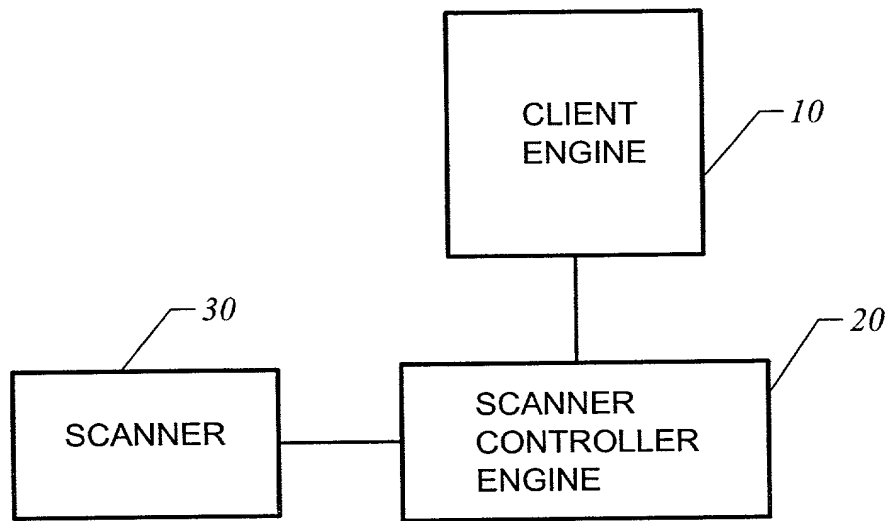 CLIENT
ENGINE
10
30
20
SCANNER
SCANNER
CONTROLLER
ENGINE